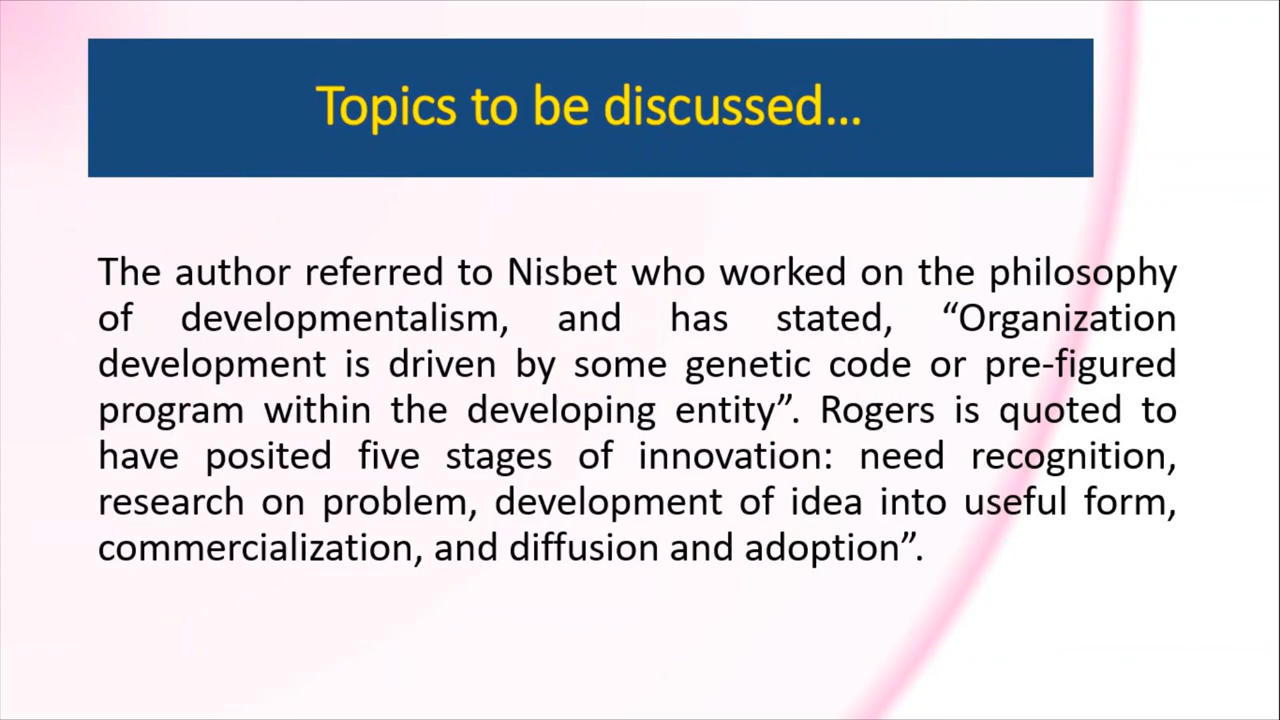 Topics to be discussed...
The author referred to Nisbet who worked on the philosophy
of developmentalism, and has stated, “Organization
development is driven by some genetic code or pre-figured
program within the developing entity”. Rogers is quoted to
have posited five stages of innovation: need recognition,
research on problem, development of idea into useful form,
commercialization, and diffusion and adoption”.